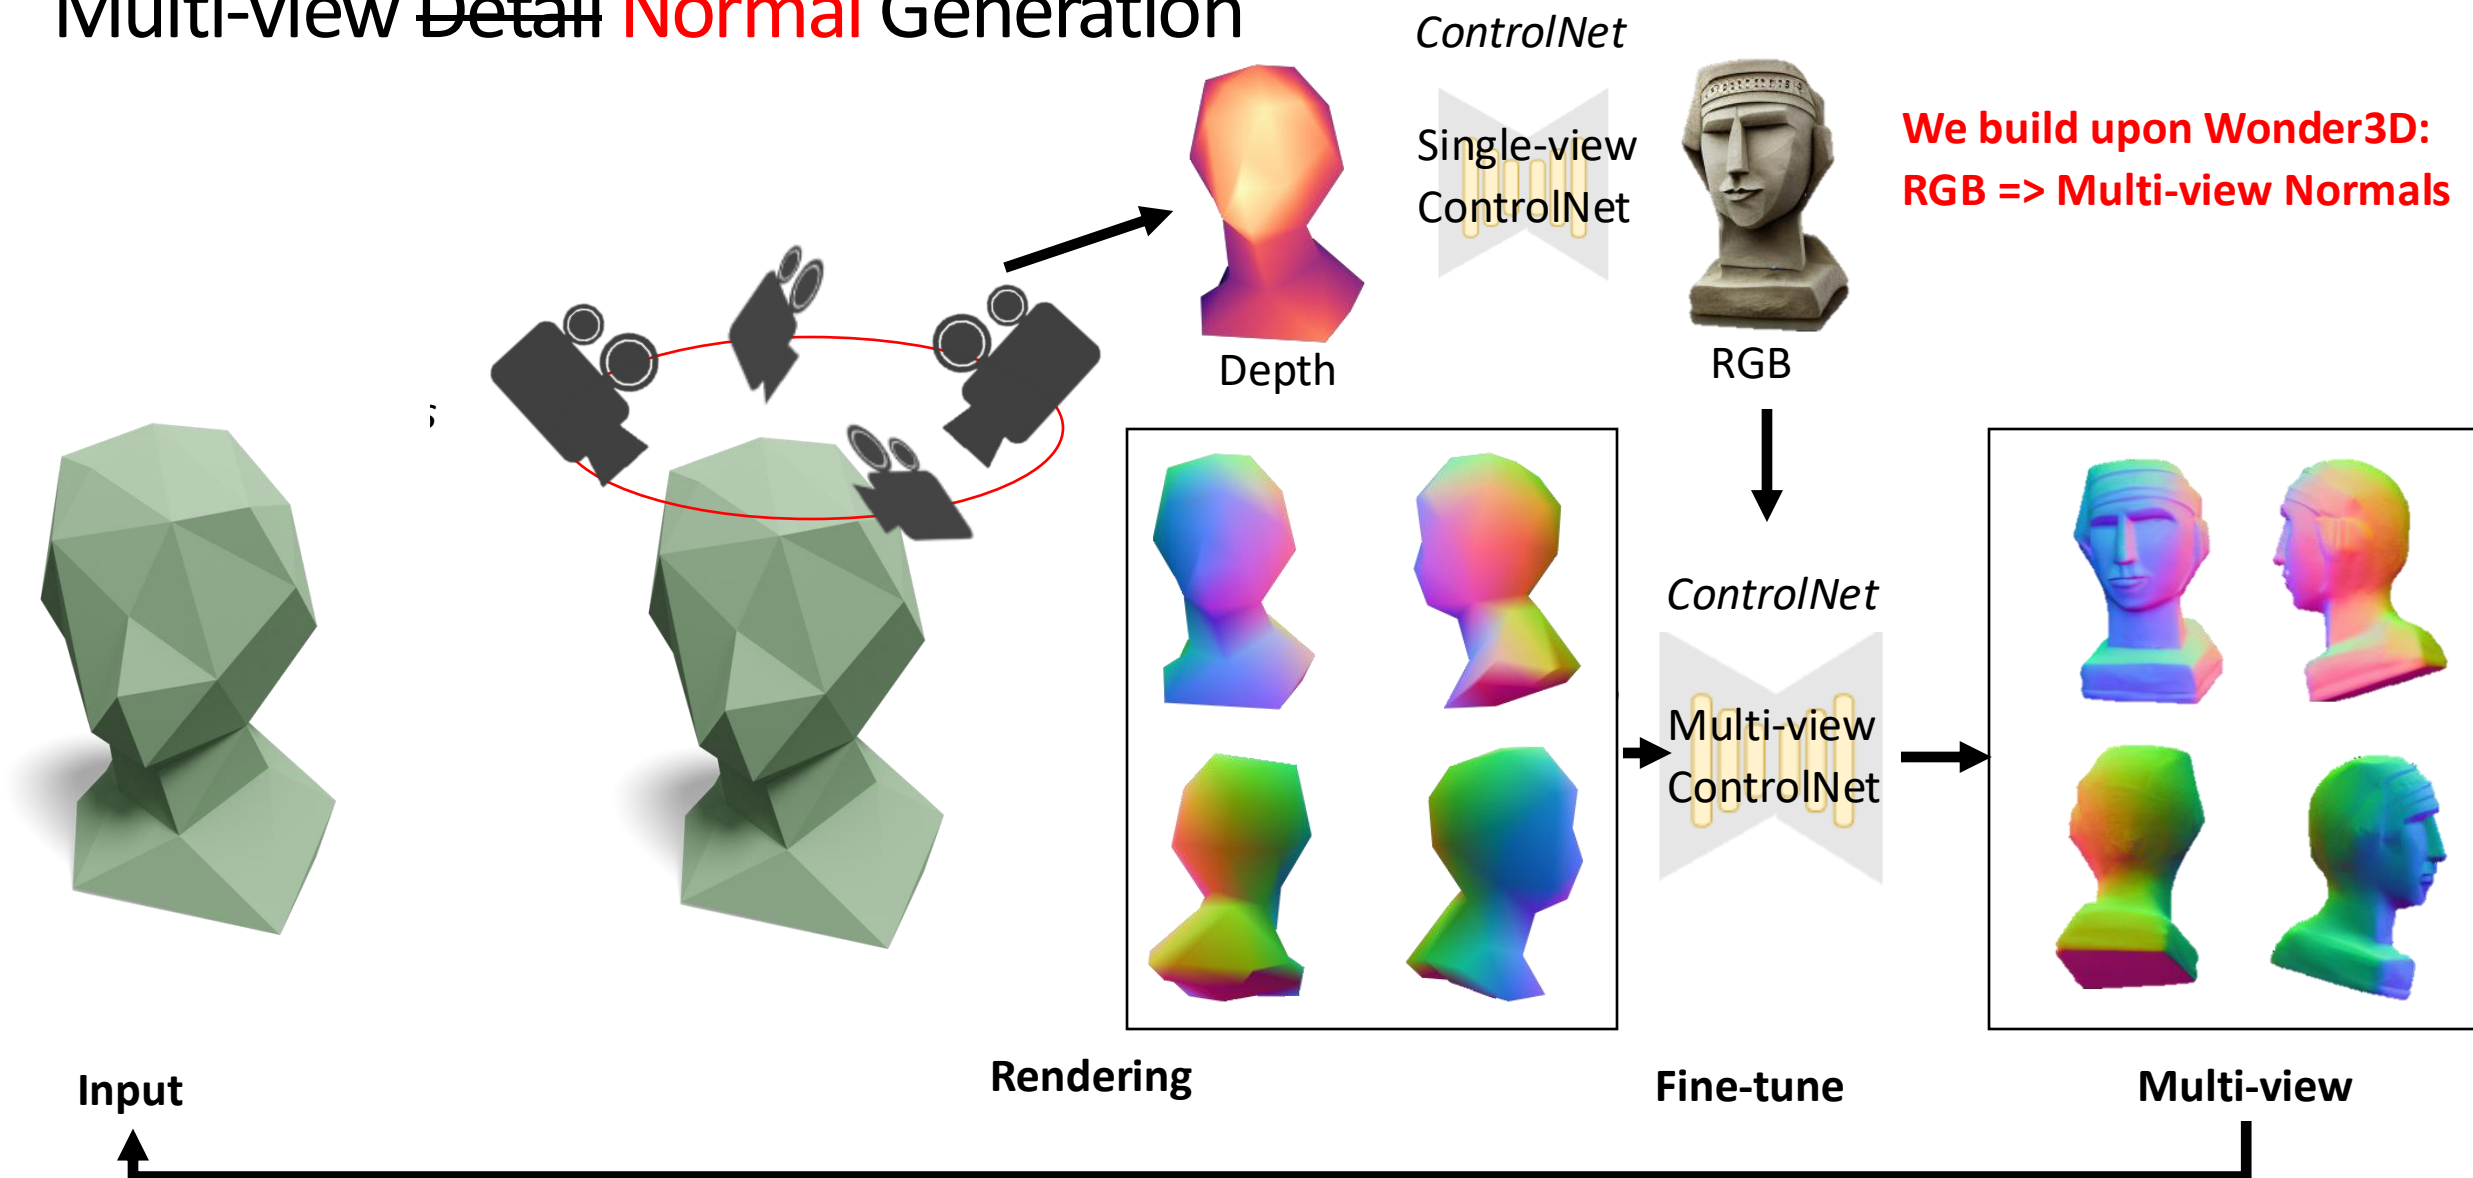 Multi-view Detail Normal Generation
ControlNet
Single-view
ControlNet
We build upon Wonder3D:
RGB => Multi-view Normals
Depth
RGB
s
ControlNet
Multi-view
ControlNet
Input
Rendering
Fine-tune
Multi-view